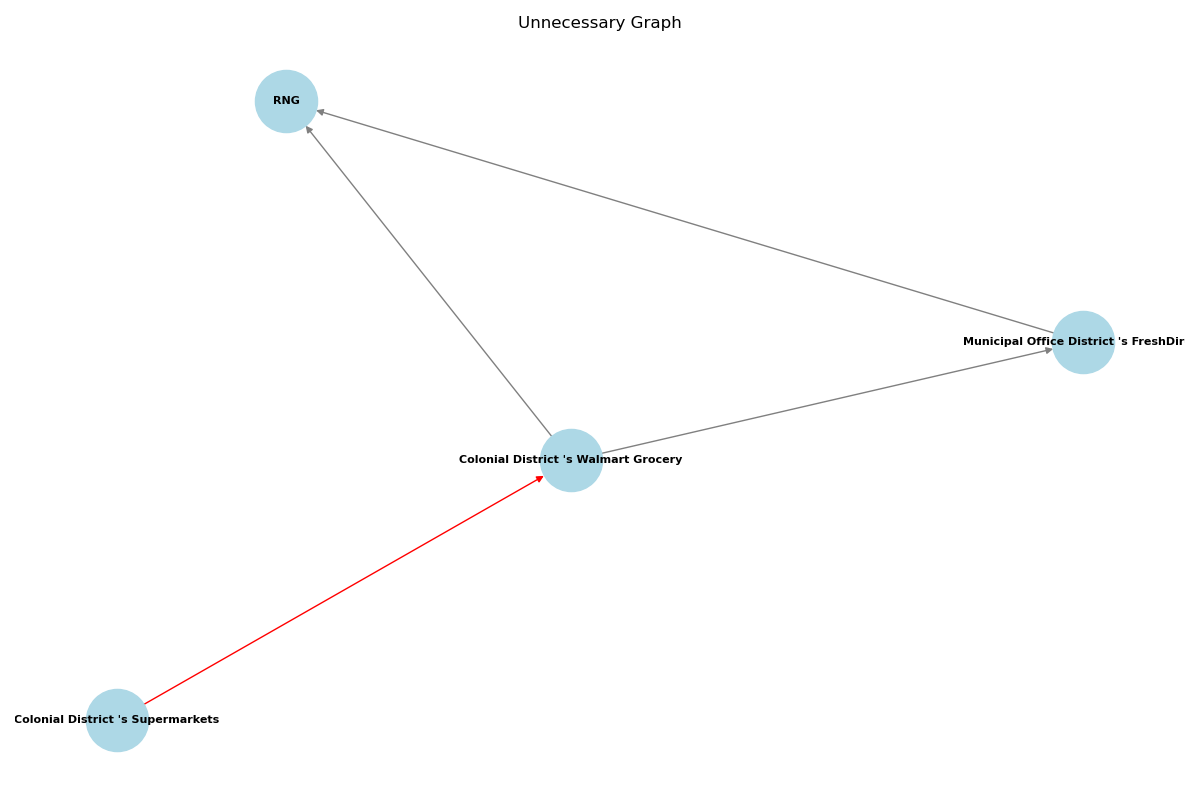 Unnecessary Graph
RNG
Municipal Office District 's FreshDir
Colonial District 's Walmart Grocery
Colonial District 's Supermarkets